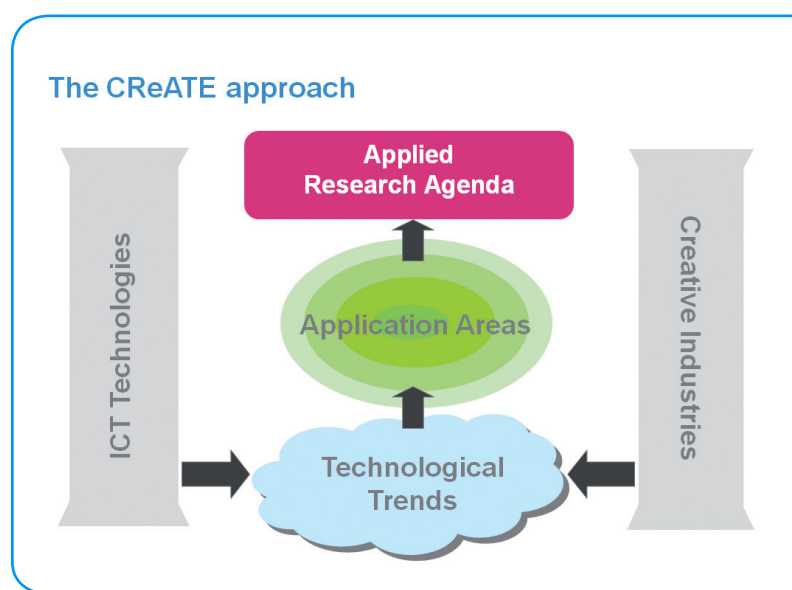 The CReATE approach
Applied
Research Agenda
ICT Technologies
Application Areas
Creative Industries
Technological
Trends